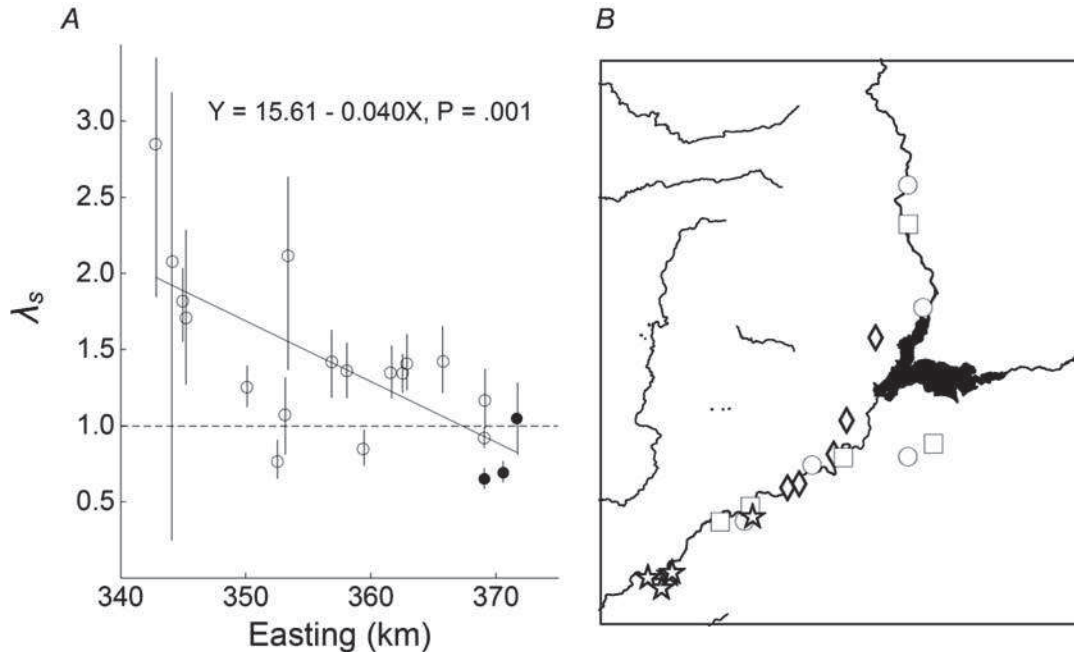 A
B
Y = 15.61 - 0.040X, P = .001
3.0
2.5
2.0
1.5
1.0
0.5
λs
340
350
360
370
Easting (km)